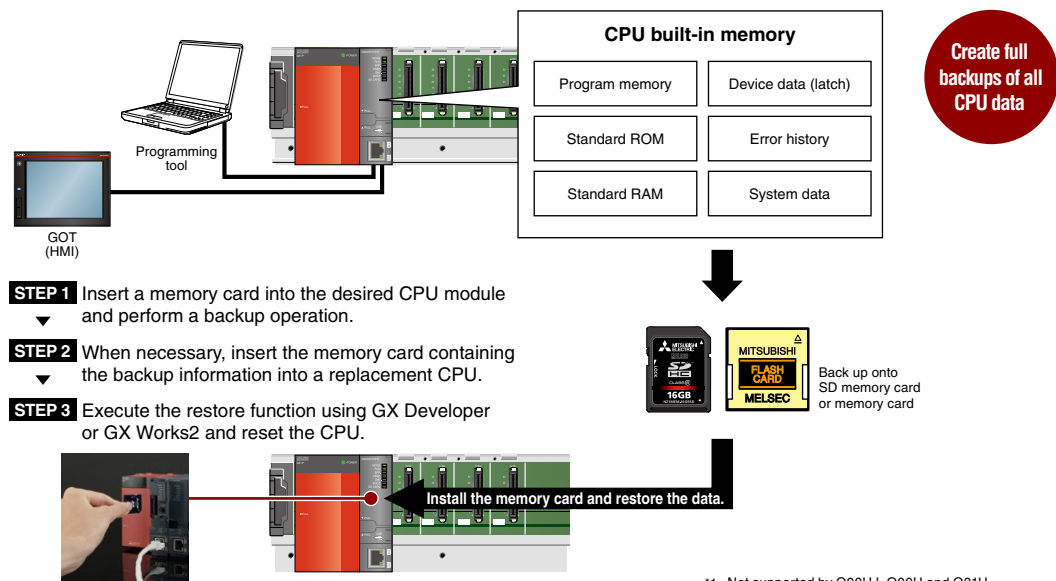 CPU built-in memory
Program memory
Device data (latch)
Standard ROM
Error history
Standard RAM
System data
Create full
backups of all
CPU data
Programming
tool
GOT
(HMI)
STEP 1 Insert a memory card into the desired CPU module
and perform a backup operation.
STEP 2 When necessary, insert the memory card containing
the backup information into a replacement CPU.
STEP 3 Execute the restore function using GX Developer
or GX Works2 and reset the CPU.
MITSUBISHI
ELECTRIC
SD
HC
16GB
MITSUBISHI
FLASH
CARD
MELSEC
Back up onto
SD memory card
or memory card
Install the memory card and restore the data.